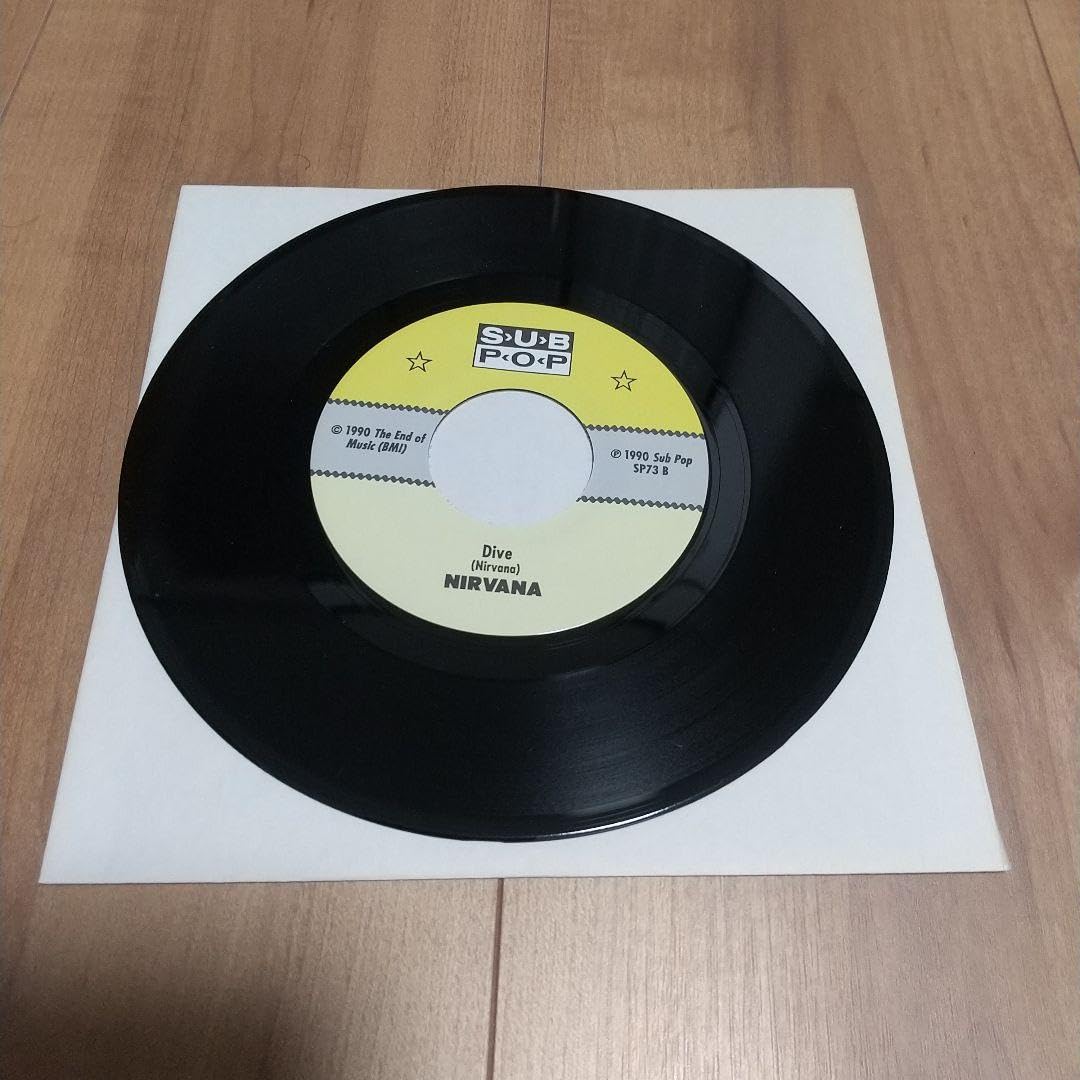 S›U›B
P‹O‹P
© 1990 The End of
Music (BMI)
℗ 1990 Sub Pop
SP73 B
Dive
(Nirvana)
NIRVANA